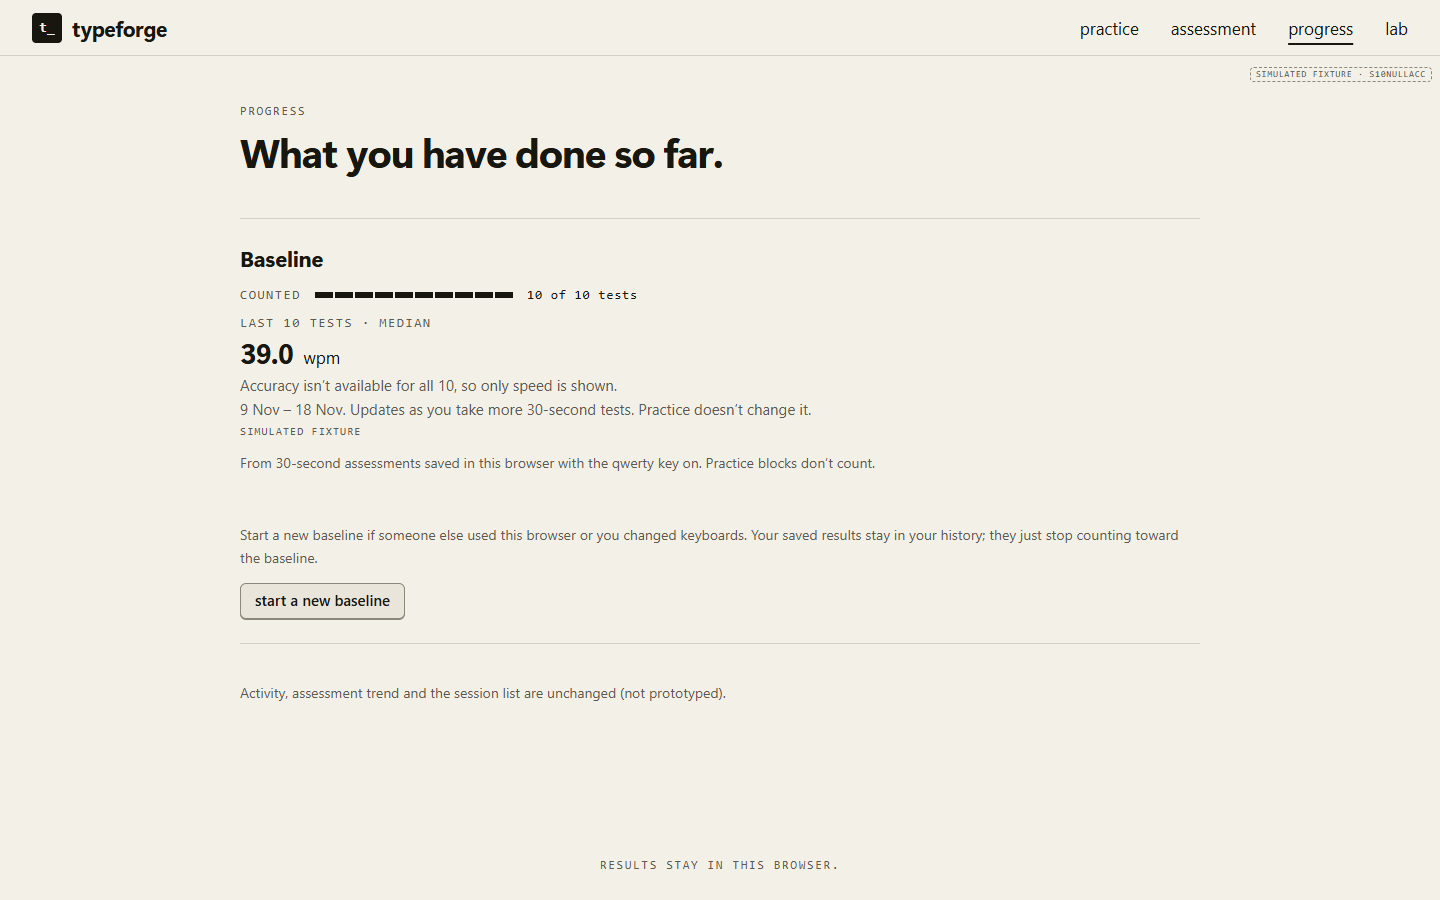 t_ typeforge
practice assessment progress lab
SIMULATED FIXTURE · S10NULLACC
PROGRESS
What you have done so far.
Baseline
COUNTED 10 of 10 tests
LAST 10 TESTS · MEDIAN
39.0 wpm
Accuracy isn’t available for all 10, so only speed is shown.
9 Nov – 18 Nov. Updates as you take more 30-second tests. Practice doesn’t change it.
SIMULATED FIXTURE
From 30-second assessments saved in this browser with the qwerty key on. Practice blocks don’t count.
Start a new baseline if someone else used this browser or you changed keyboards. Your saved results stay in your history; they just stop counting toward
the baseline.
start a new baseline
Activity, assessment trend and the session list are unchanged (not prototyped).
RESULTS STAY IN THIS BROWSER.